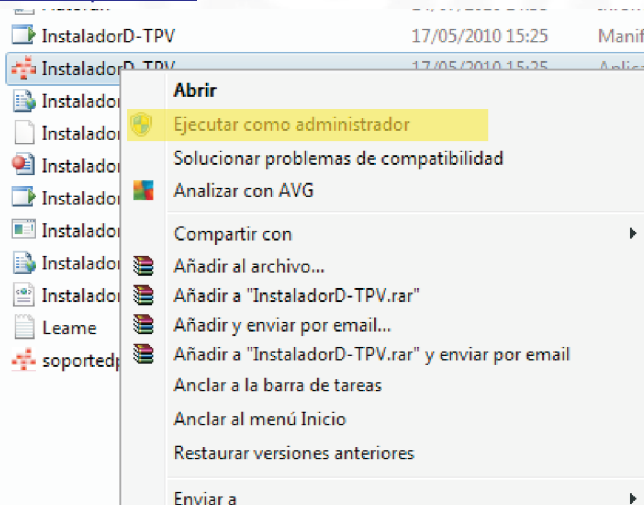 InstaladorD-TPV 17/05/2010 15:25 Manif
InstaladorD-TPV 17/05/2010 15:25 Aplica
Instalador
Instalador
Instalador
Instalador
Instalador
Instalador
Instalador
Leame
soportedp
Abrir
Ejecutar como administrador
Solucionar problemas de compatibilidad
Analizar con AVG
Compartir con
Añadir al archivo...
Añadir a "InstaladorD-TPV.rar"
Añadir y enviar por email...
Añadir a "InstaladorD-TPV.rar" y enviar por email
Anclar a la barra de tareas
Anclar al menú Inicio
Restaurar versiones anteriores
Enviar a